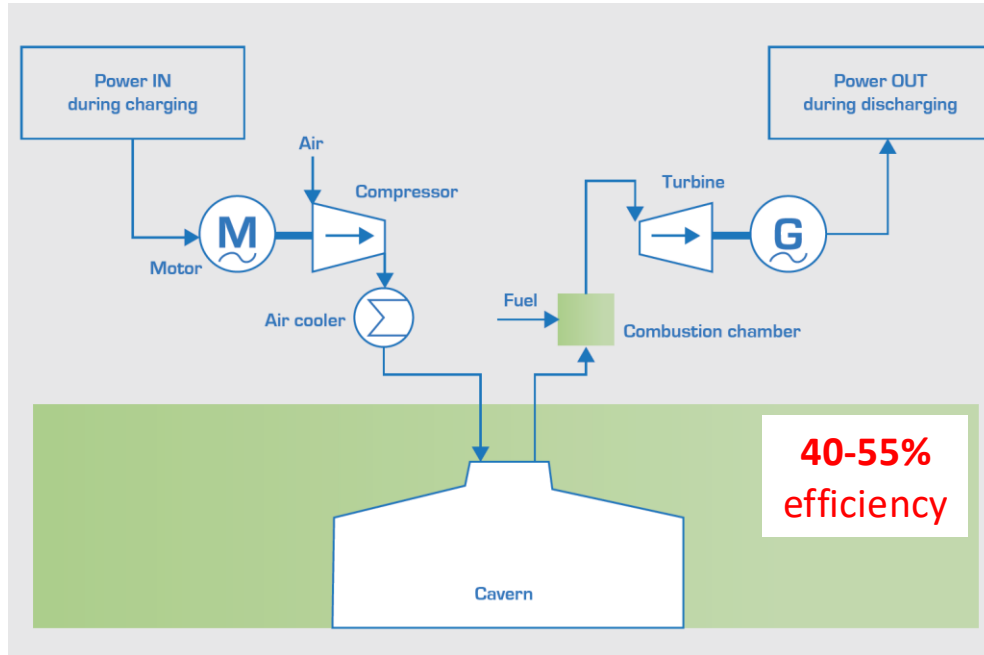 Power IN
during charging
Power OUT
during discharging
Air
Compressor
Turbine
M
G
Motor
Air cooler
Fuel
Combustion chamber
40-55%
efficiency
Cavern